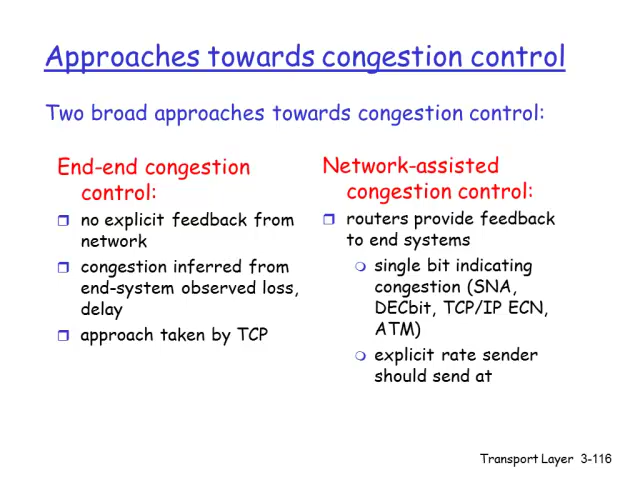 Approaches towards congestion control
Two broad approaches towards congestion control:
End-end congestion
control:
no explicit feedback from
network
congestion inferred from
end-system observed loss,
delay
approach taken by TCP
Network-assisted
congestion control:
routers provide feedback
to end systems
single bit indicating
congestion (SNA,
DECbit, TCP/IP ECN,
ATM)
explicit rate sender
should send at
Transport Layer 3-116